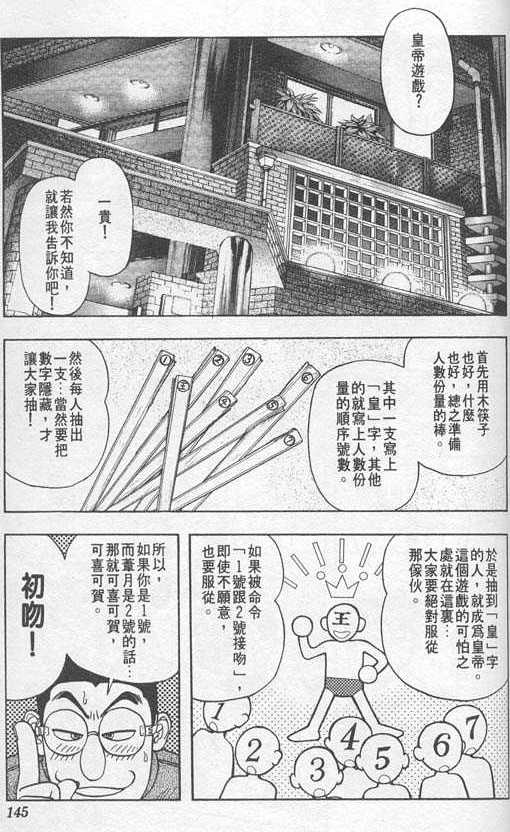 皇帝遊戲？
一貴！
若然你不知道，
就讓我告訴你吧！
首先用木筷子
也好，什麼
也好，總之準備
人數份量的棒。
其中一支寫上
「皇」字，其他
的就寫上人數份
量的順序號數。
然後每人抽出
一支…當然要把
數字隱藏，才
讓大家抽！
於是抽到「皇」字
的人，就成為皇帝。
這個遊戲的可怕之
處就在這裏…
大家要絕對服從
那傢伙。
王
1
2
3
4
5
6
7
如果被命令
「1號跟2號接吻」，
即使不願意，
也要服從。
所以，
如果你是1號，
而葦月是2號的話…
那就可喜可賀，
可喜可賀。
初吻！
145